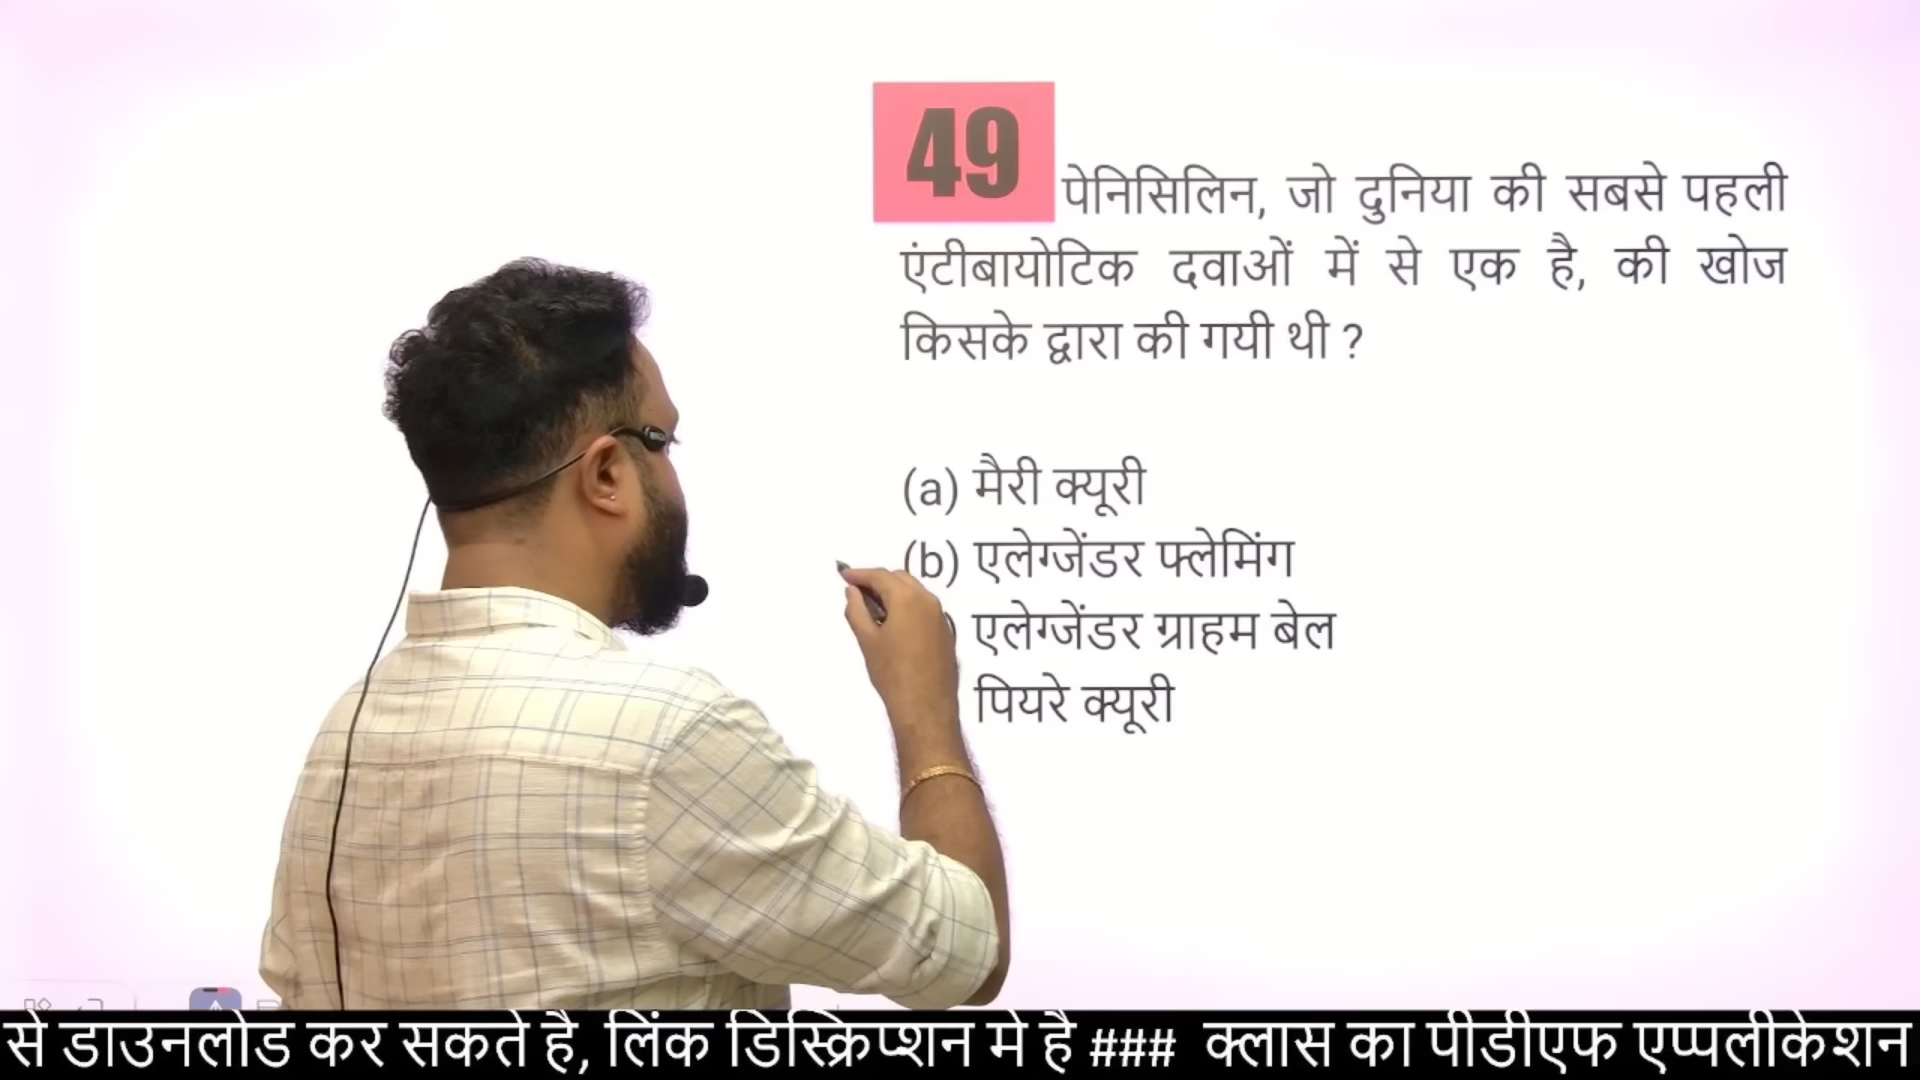 49
पेनिसिलिन, जो दुनिया की सबसे पहली
एंटीबायोटिक दवाओं में से एक है, की खोज
किसके द्वारा की गयी थी ?
(a) मैरी क्यूरी
(b) एलेग्जेंडर फ्लेमिंग
) एलेग्जेंडर ग्राहम बेल
पियरे क्यूरी
से डाउनलोड कर सकते है, लिंक डिस्क्रिप्शन मे है ### क्लास का पीडीएफ एप्पलीकेशन